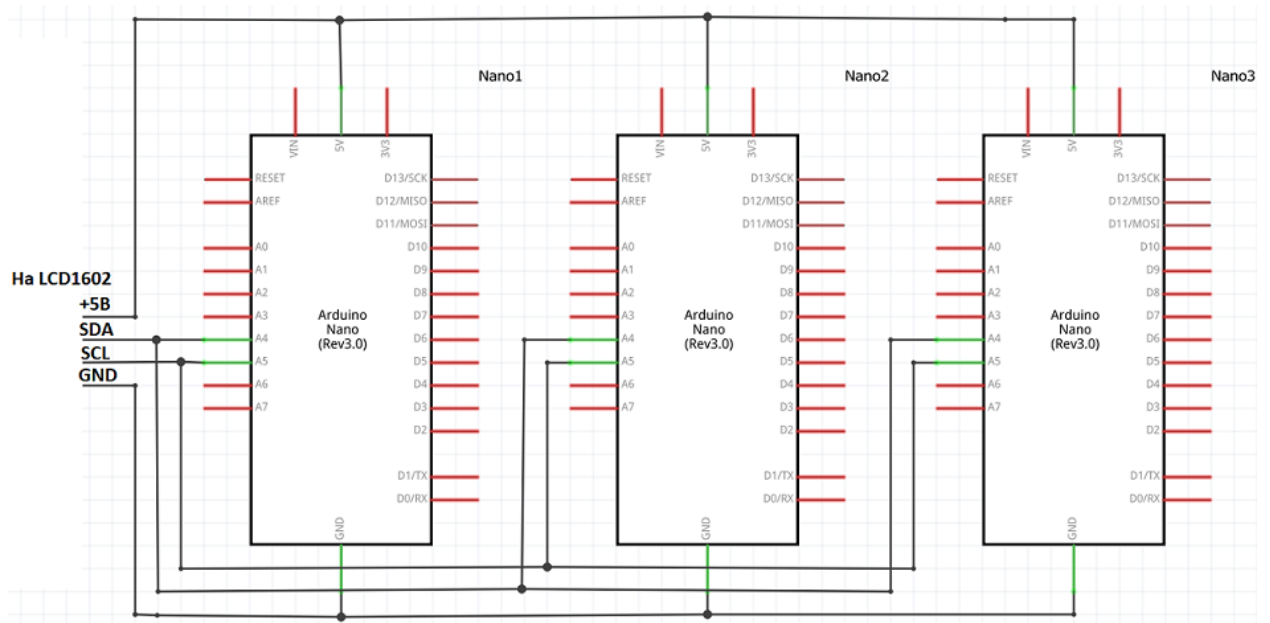 Nano1
Nano2
Nano3
VIN
5V
3V3
VIN
5V
3V3
VIN
5V
3V3
RESET
D13/SCK
RESET
D13/SCK
RESET
D13/SCK
AREF
D12/MISO
AREF
D12/MISO
AREF
D12/MISO
D11/MOSI
D11/MOSI
D11/MOSI
A0
D10
A0
D10
A0
D10
A1
D9
A1
D9
A1
D9
На LCD1602
A2
D8
A2
D8
A2
D8
+5В
A3
D7
A3
D7
A3
D7
Arduino
Nano
(Rev3.0)
Arduino
Nano
(Rev3.0)
Arduino
Nano
(Rev3.0)
SDA
A4
D6
A4
D6
A4
D6
SCL
A5
D5
A5
D5
A5
D5
GND
A6
D4
A6
D4
A6
D4
A7
D3
A7
D3
A7
D3
D2
D2
D2
D1/TX
D1/TX
D1/TX
D0/RX
D0/RX
D0/RX
GND
GND
GND